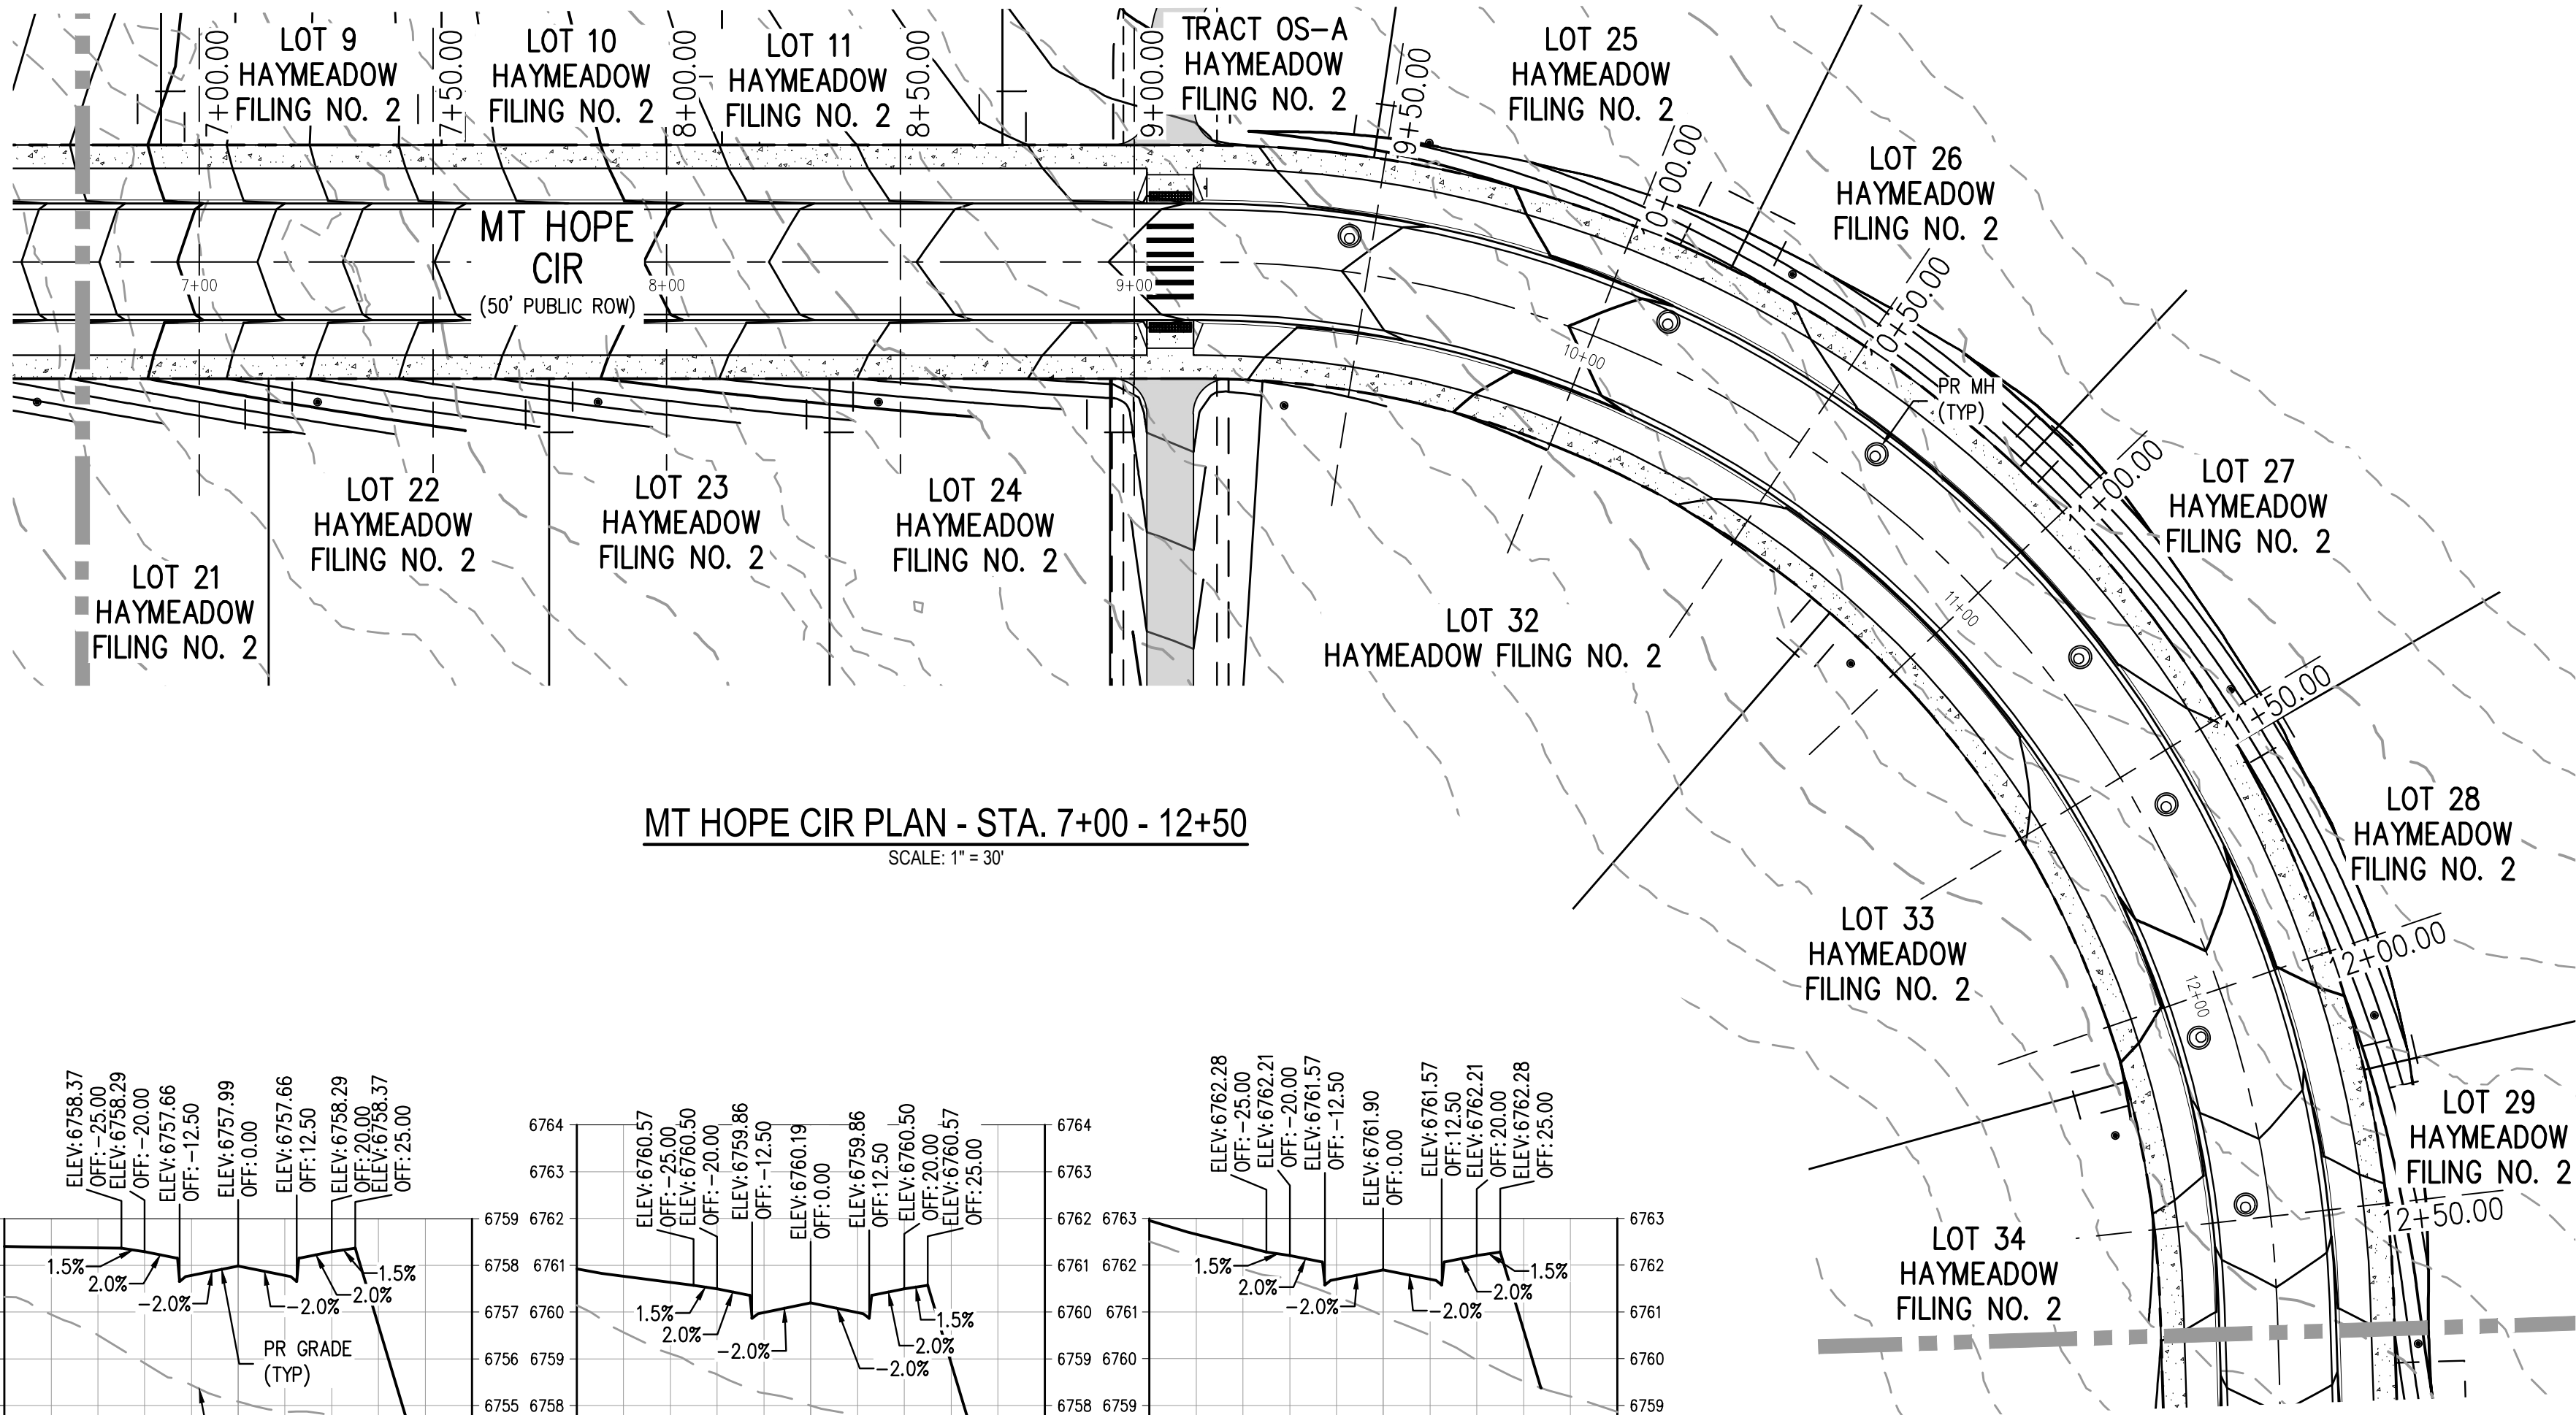 LOT 9
HAYMEADOW
FILING NO. 2
LOT 10
HAYMEADOW
FILING NO. 2
LOT 11
HAYMEADOW
FILING NO. 2
TRACT OS-A
HAYMEADOW
FILING NO. 2
LOT 25
HAYMEADOW
FILING NO. 2
LOT 26
HAYMEADOW
FILING NO. 2
7+00.00
7+50.00
8+00.00
8+50.00
9+00.00
9+50.00
10+00.00
10+50.00
11+00.00
11+50.00
12+00.00
12+50.00
MT HOPE
CIR
(50' PUBLIC ROW)
7+00
8+00
9+00
10+00
11+00
12+00
PR MH
(TYP)
LOT 21
HAYMEADOW
FILING NO. 2
LOT 22
HAYMEADOW
FILING NO. 2
LOT 23
HAYMEADOW
FILING NO. 2
LOT 24
HAYMEADOW
FILING NO. 2
LOT 32
HAYMEADOW FILING NO. 2
LOT 27
HAYMEADOW
FILING NO. 2
LOT 28
HAYMEADOW
FILING NO. 2
LOT 33
HAYMEADOW
FILING NO. 2
LOT 29
HAYMEADOW
FILING NO. 2
LOT 34
HAYMEADOW
FILING NO. 2
MT HOPE CIR PLAN - STA. 7+00 - 12+50
SCALE: 1" = 30'
ELEV:6758.37
OFF:-25.00
ELEV:6758.29
OFF:-20.00
ELEV:6757.66
OFF:-12.50
ELEV:6757.99
OFF:0.00
ELEV:6757.66
OFF:12.50
ELEV:6758.29
OFF:20.00
ELEV:6758.37
OFF:25.00
1.5%
2.0%
-2.0%
-2.0%
2.0%
1.5%
PR GRADE
(TYP)
6759
6758
6757
6756
6755
6764
6763
6762
6761
6760
6759
6758
ELEV:6760.57
OFF:-25.00
ELEV:6760.50
OFF:-20.00
ELEV:6759.86
OFF:-12.50
ELEV:6760.19
OFF:0.00
ELEV:6759.86
OFF:12.50
ELEV:6760.50
OFF:20.00
ELEV:6760.57
OFF:25.00
1.5%
2.0%
-2.0%
-2.0%
2.0%
1.5%
6764
6763
6762
6761
6760
6759
6758
6763
6762
6761
6760
6759
ELEV:6762.28
OFF:-25.00
ELEV:6762.21
OFF:-20.00
ELEV:6761.57
OFF:-12.50
ELEV:6761.90
OFF:0.00
ELEV:6761.57
OFF:12.50
ELEV:6762.21
OFF:20.00
ELEV:6762.28
OFF:25.00
1.5%
2.0%
-2.0%
-2.0%
2.0%
1.5%
6763
6762
6761
6760
6759